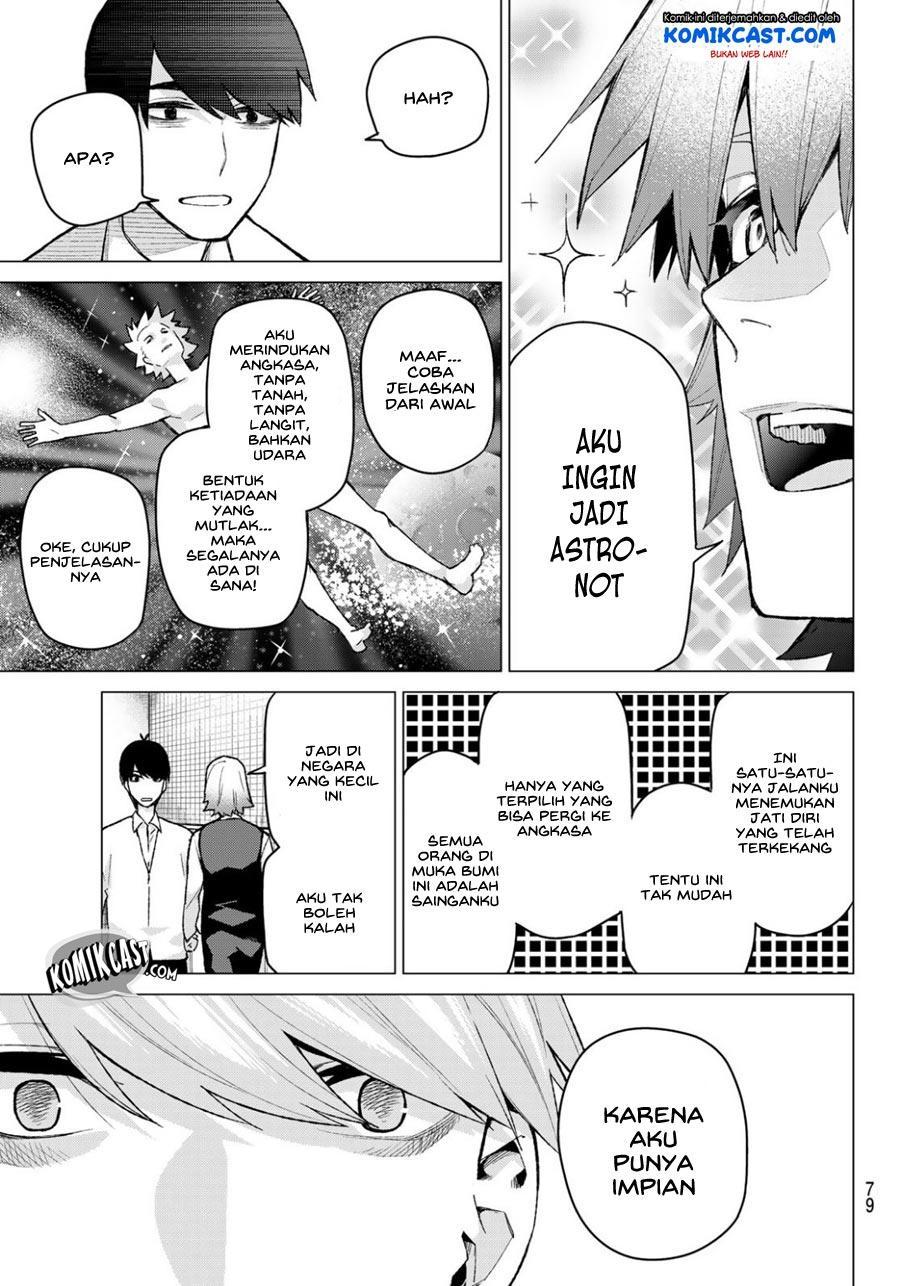 Komik ini diterjemahkan & diedit oleh
KOMIKCAST.COM
BUKAN WEB LAIN!!
AKU
INGIN
JADI
ASTRO-
NOT
HAH?
APA?
MAAF...
COBA
JELASKAN
DARI AWAL
AKU
MERINDUKAN
ANGKASA,
TANPA
TANAH,
TANPA
LANGIT,
BAHKAN
UDARA
BENTUK
KETIADAAN
YANG
MUTLAK...
MAKA
SEGALANYA
ADA DI
SANA!
OKE, CUKUP
PENJELASAN-
NYA
INI
SATU-SATU-
NYA JALANKU
MENEMUKAN
JATI DIRI
YANG TELAH
TERKEKANG
TENTU INI
TAK MUDAH
HANYA YANG
TERPILIH YANG
BISA PERGI KE
ANGKASA
SEMUA
ORANG DI
MUKA BUMI
INI ADALAH
SAINGANKU
JADI DI
NEGARA
YANG KECIL
INI
AKU TAK
BOLEH
KALAH
KOMIKCAST.COM
KARENA
AKU
PUNYA
IMPIAN
79